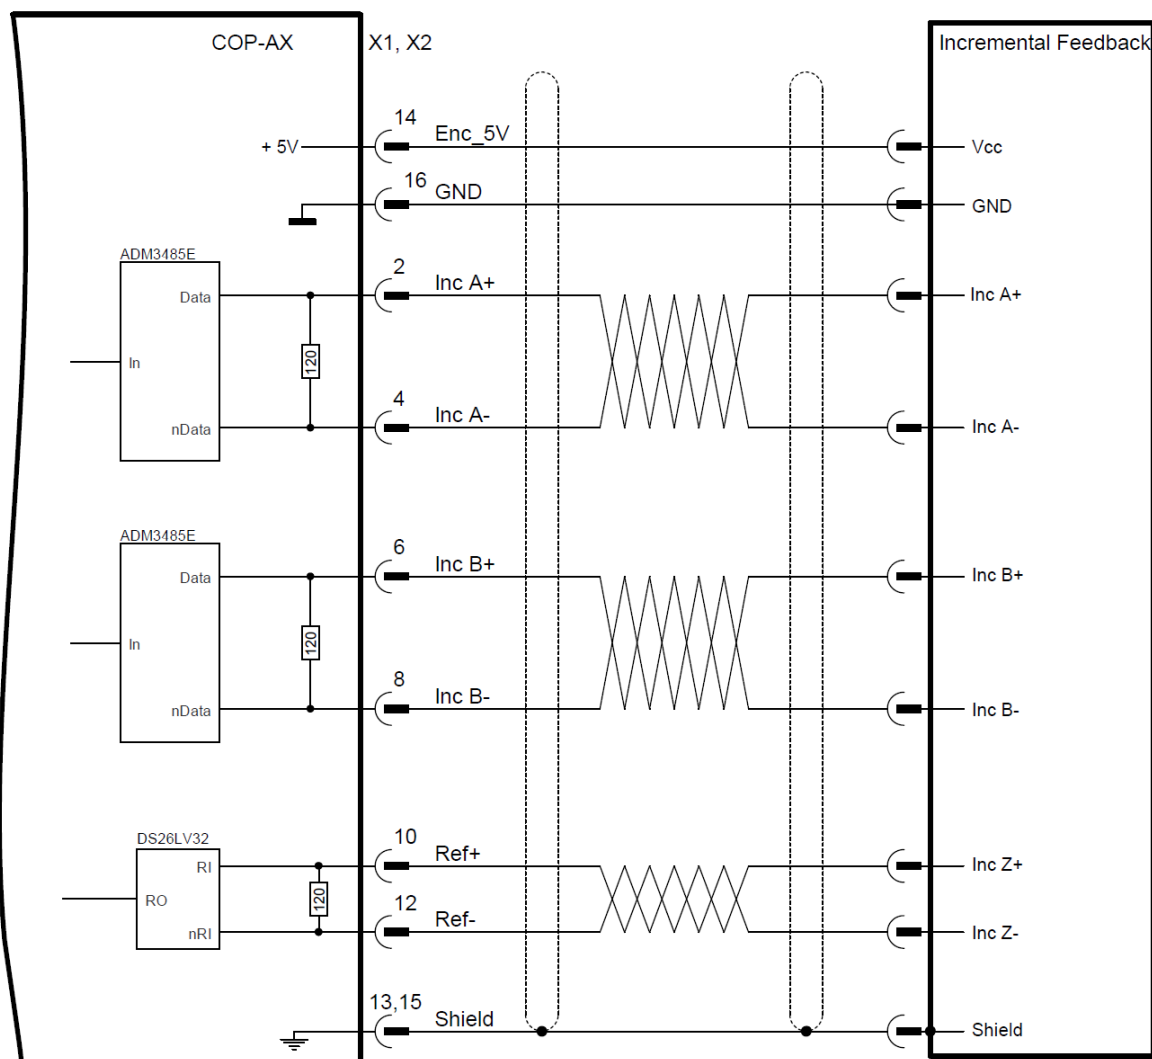 COP-AX
X1, X2
Incremental Feedback
14
Enc_5V
+ 5V
Vcc
16
GND
GND
ADM3485E
2
Inc A+
Data
Inc A+
In
120
4
Inc A-
nData
Inc A-
ADM3485E
6
Inc B+
Data
Inc B+
In
120
8
Inc B-
nData
Inc B-
DS26LV32
10
Ref+
RI
Inc Z+
RO
120
12
Ref-
nRI
Inc Z-
13,15
Shield
Shield